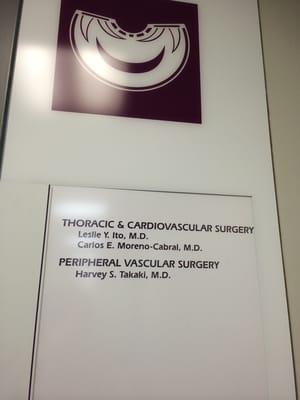 THORACIC & CARDIOVASCULAR SURGERY
Leslie Y. Ito, M.D.
Carlos E. Moreno-Cabral, M.D.
PERIPHERAL VASCULAR SURGERY
Harvey S. Takaki, M.D.